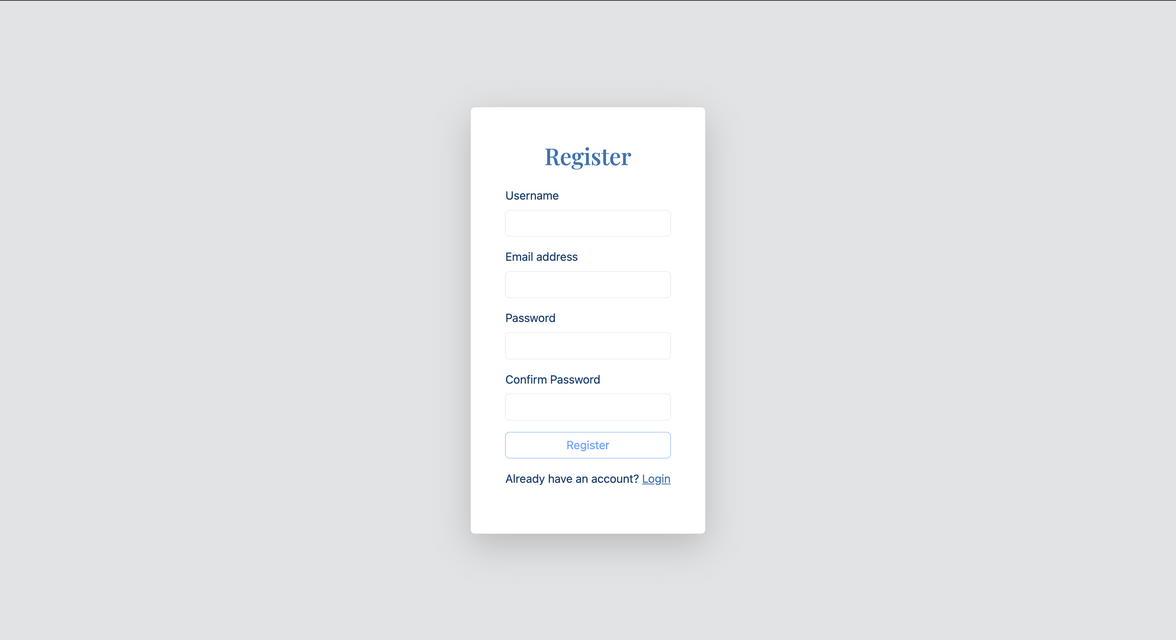 Register
Username
Email address
Password
Confirm Password
Register
Already have an account? Login